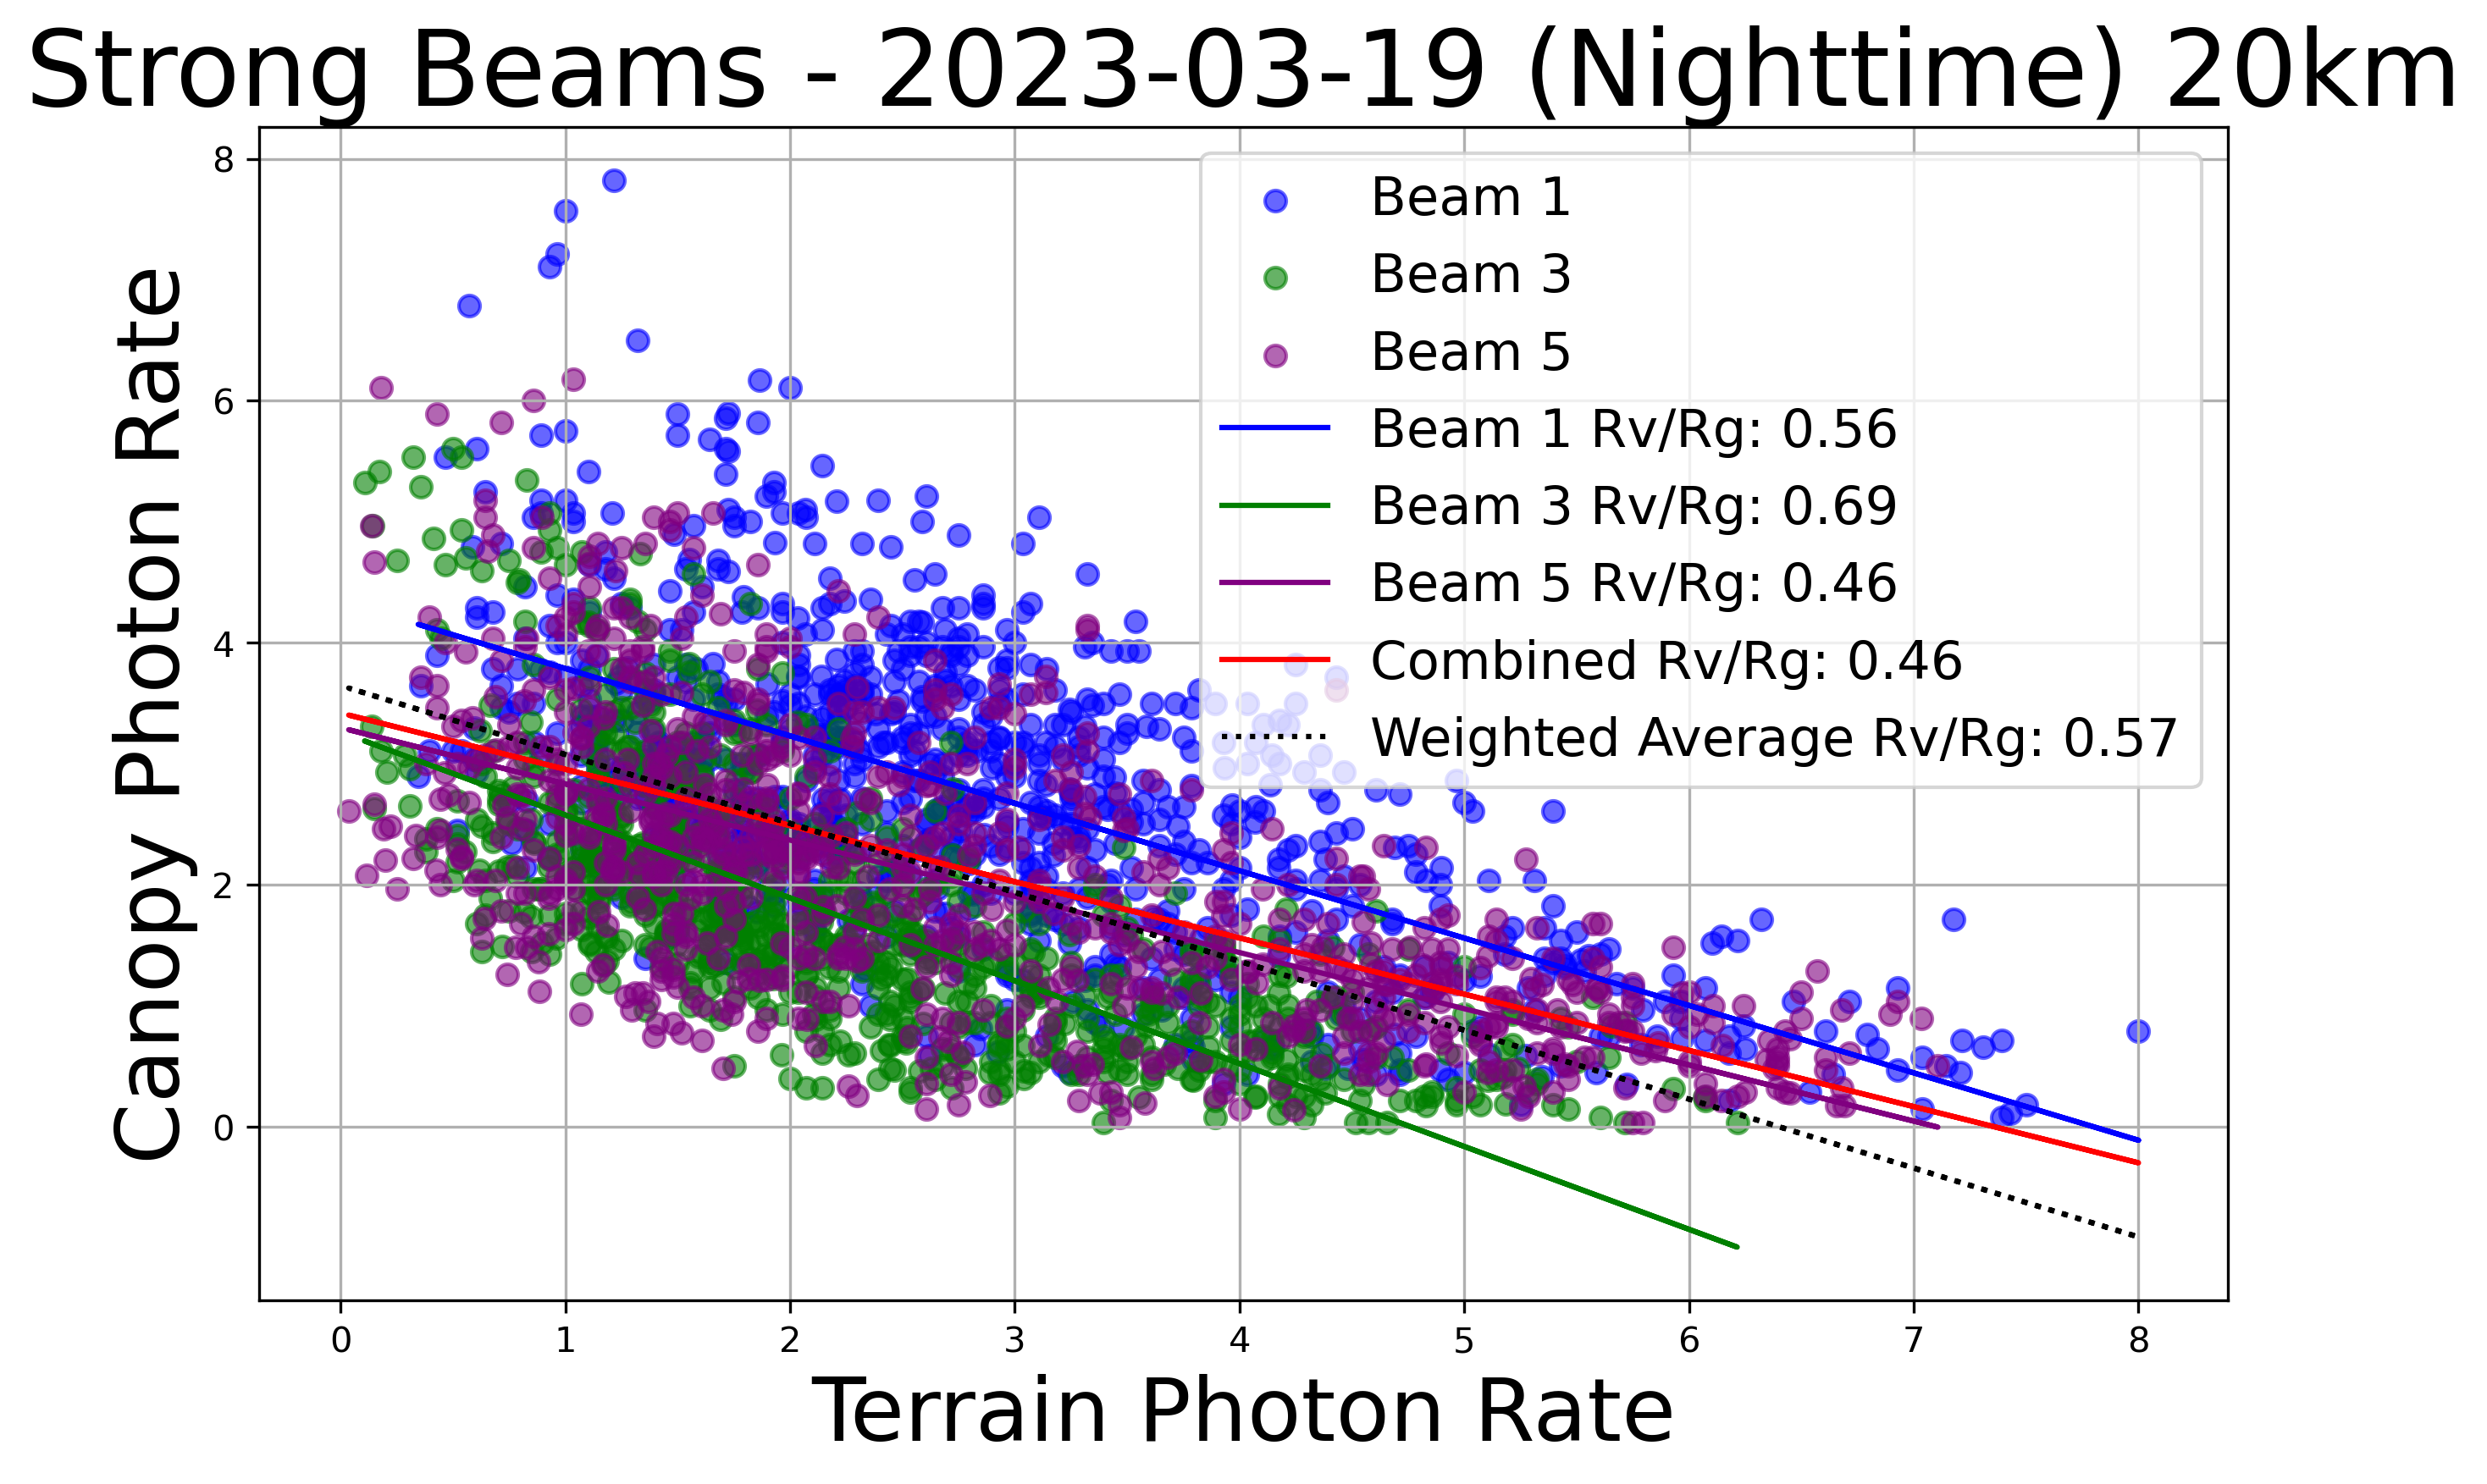 Strong Beams - 2023-03-19 (Nighttime) 20km
Canopy Photon Rate
8
6
4
2
0
Beam 1
Beam 3
Beam 5
Beam 1 Rv/Rg: 0.56
Beam 3 Rv/Rg: 0.69
Beam 5 Rv/Rg: 0.46
Combined Rv/Rg: 0.46
Weighted Average Rv/Rg: 0.57
0 1 2 3 4 5 6 7 8
Terrain Photon Rate